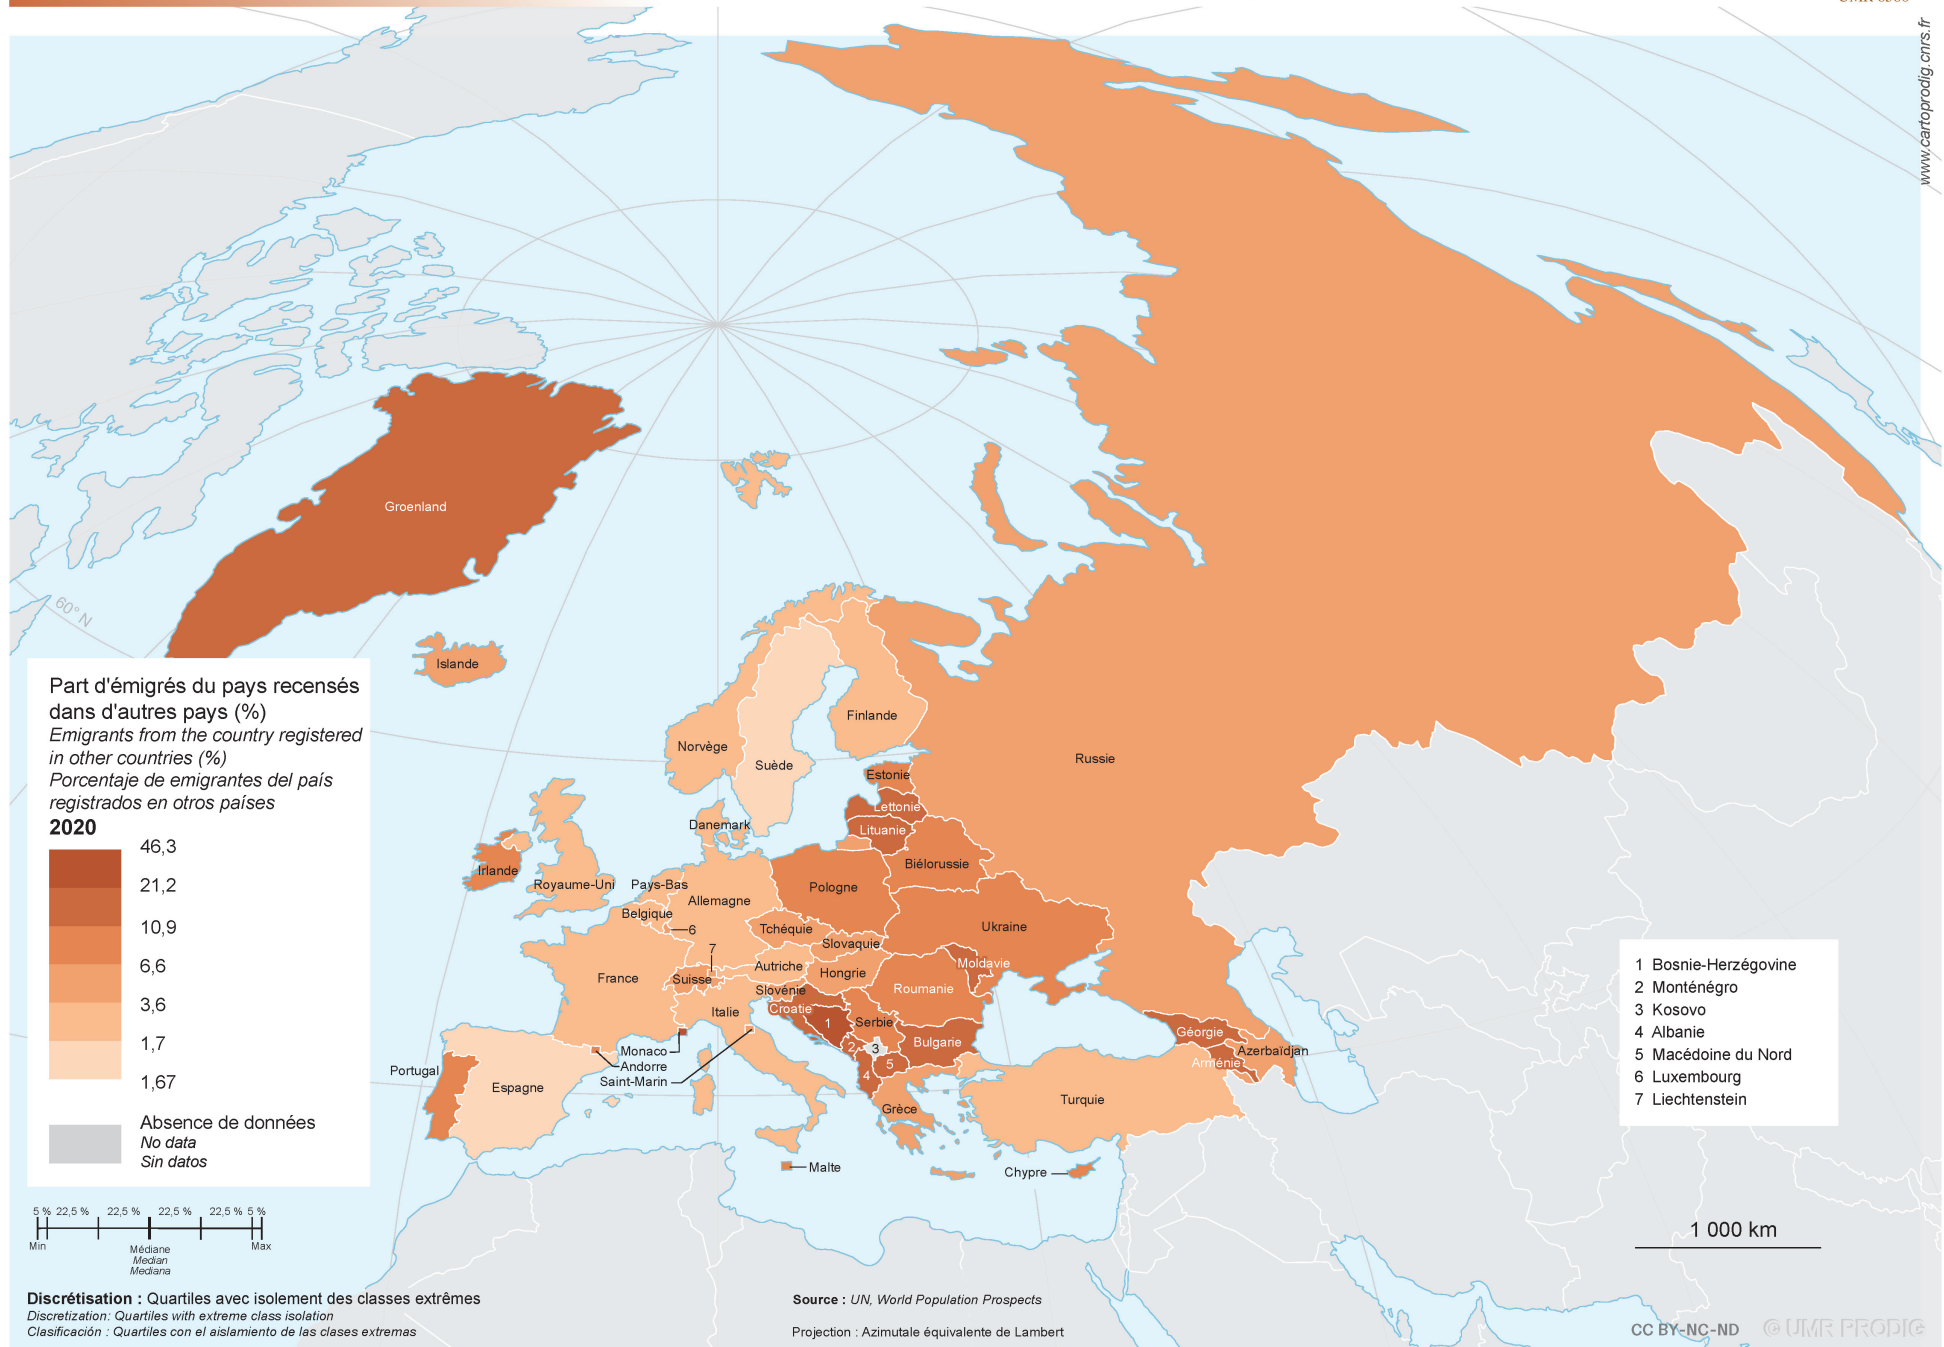 www.cartoprodig.cnrs.fr
60° N
Groenland
Islande
Norvège
Suède
Finlande
Russie
Estonie
Lettonie
Lituanie
Danemark
Biélorussie
Irlande
Royaume-Uni
Pays-Bas
Allemagne
Pologne
Belgique
6
Tchéquie
Ukraine
Slovaquie
7
France
Suisse
Autriche
Hongrie
Moldavie
Slovénie
Roumanie
Italie
Croatie
1
Serbie
Géorgie
Bulgarie
2
3
Azerbaïdjan
Monaco
Andorre
Saint-Marin
5
4
Arménie
Portugal
Espagne
Grèce
Turquie
Malte
Chypre
Part d'émigrés du pays recensés
dans d'autres pays (%)
Emigrants from the country registered
in other countries (%)
Porcentaje de emigrantes del país
registrados en otros países
2020
46,3
21,2
10,9
6,6
3,6
1,7
1,67
Absence de données
No data
Sin datos
1 Bosnie-Herzégovine
2 Monténégro
3 Kosovo
4 Albanie
5 Macédoine du Nord
6 Luxembourg
7 Liechtenstein
5 % 22,5 % 22,5 % 22,5 % 22,5 % 5 %
Min
Max
Médiane
Median
Mediana
1 000 km
Discrétisation : Quartiles avec isolement des classes extrêmes
Discretization: Quartiles with extreme class isolation
Clasificación : Quartiles con el aislamiento de las clases extremas
Source : UN, World Population Prospects
Projection : Azimutale équivalente de Lambert
CC BY-NC-ND © UMR PRODIG